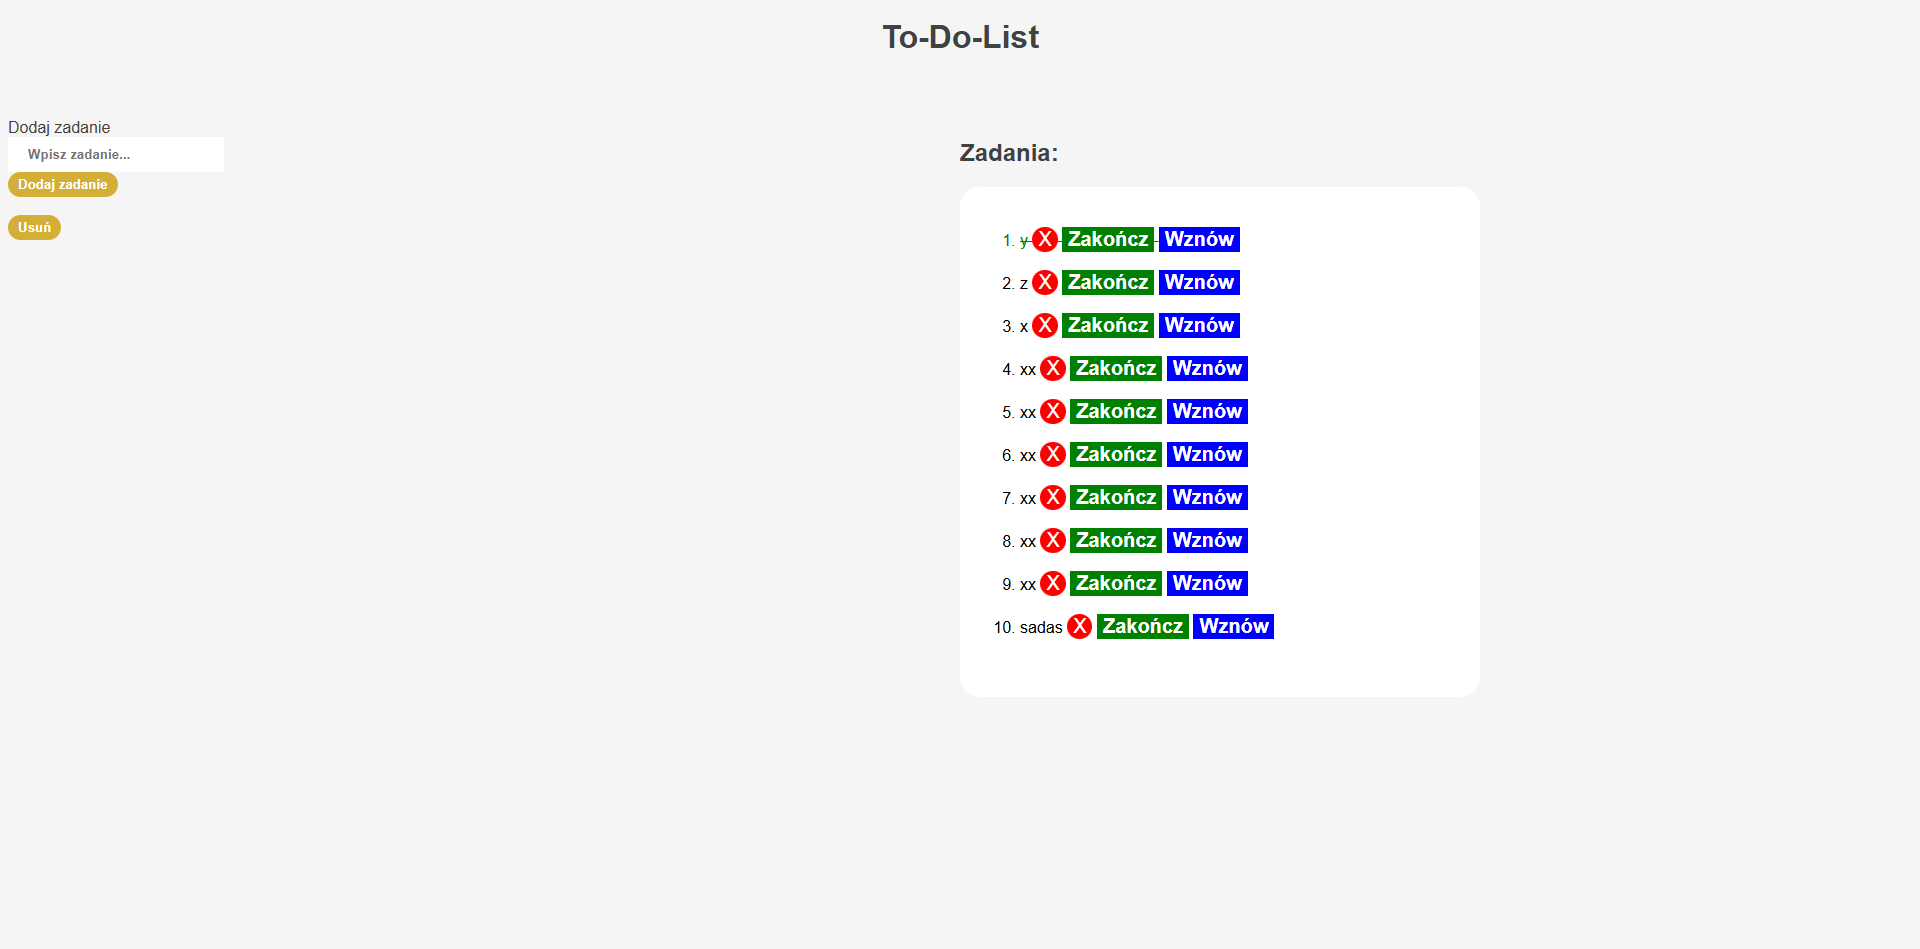 To-Do-List
Dodaj zadanie
Wpisz zadanie...
Dodaj zadanie
Usuń
Zadania:
1. y X Zakończ Wznów
2. z X Zakończ Wznów
3. x X Zakończ Wznów
4. xx X Zakończ Wznów
5. xx X Zakończ Wznów
6. xx X Zakończ Wznów
7. xx X Zakończ Wznów
8. xx X Zakończ Wznów
9. xx X Zakończ Wznów
10. sadas X Zakończ Wznów